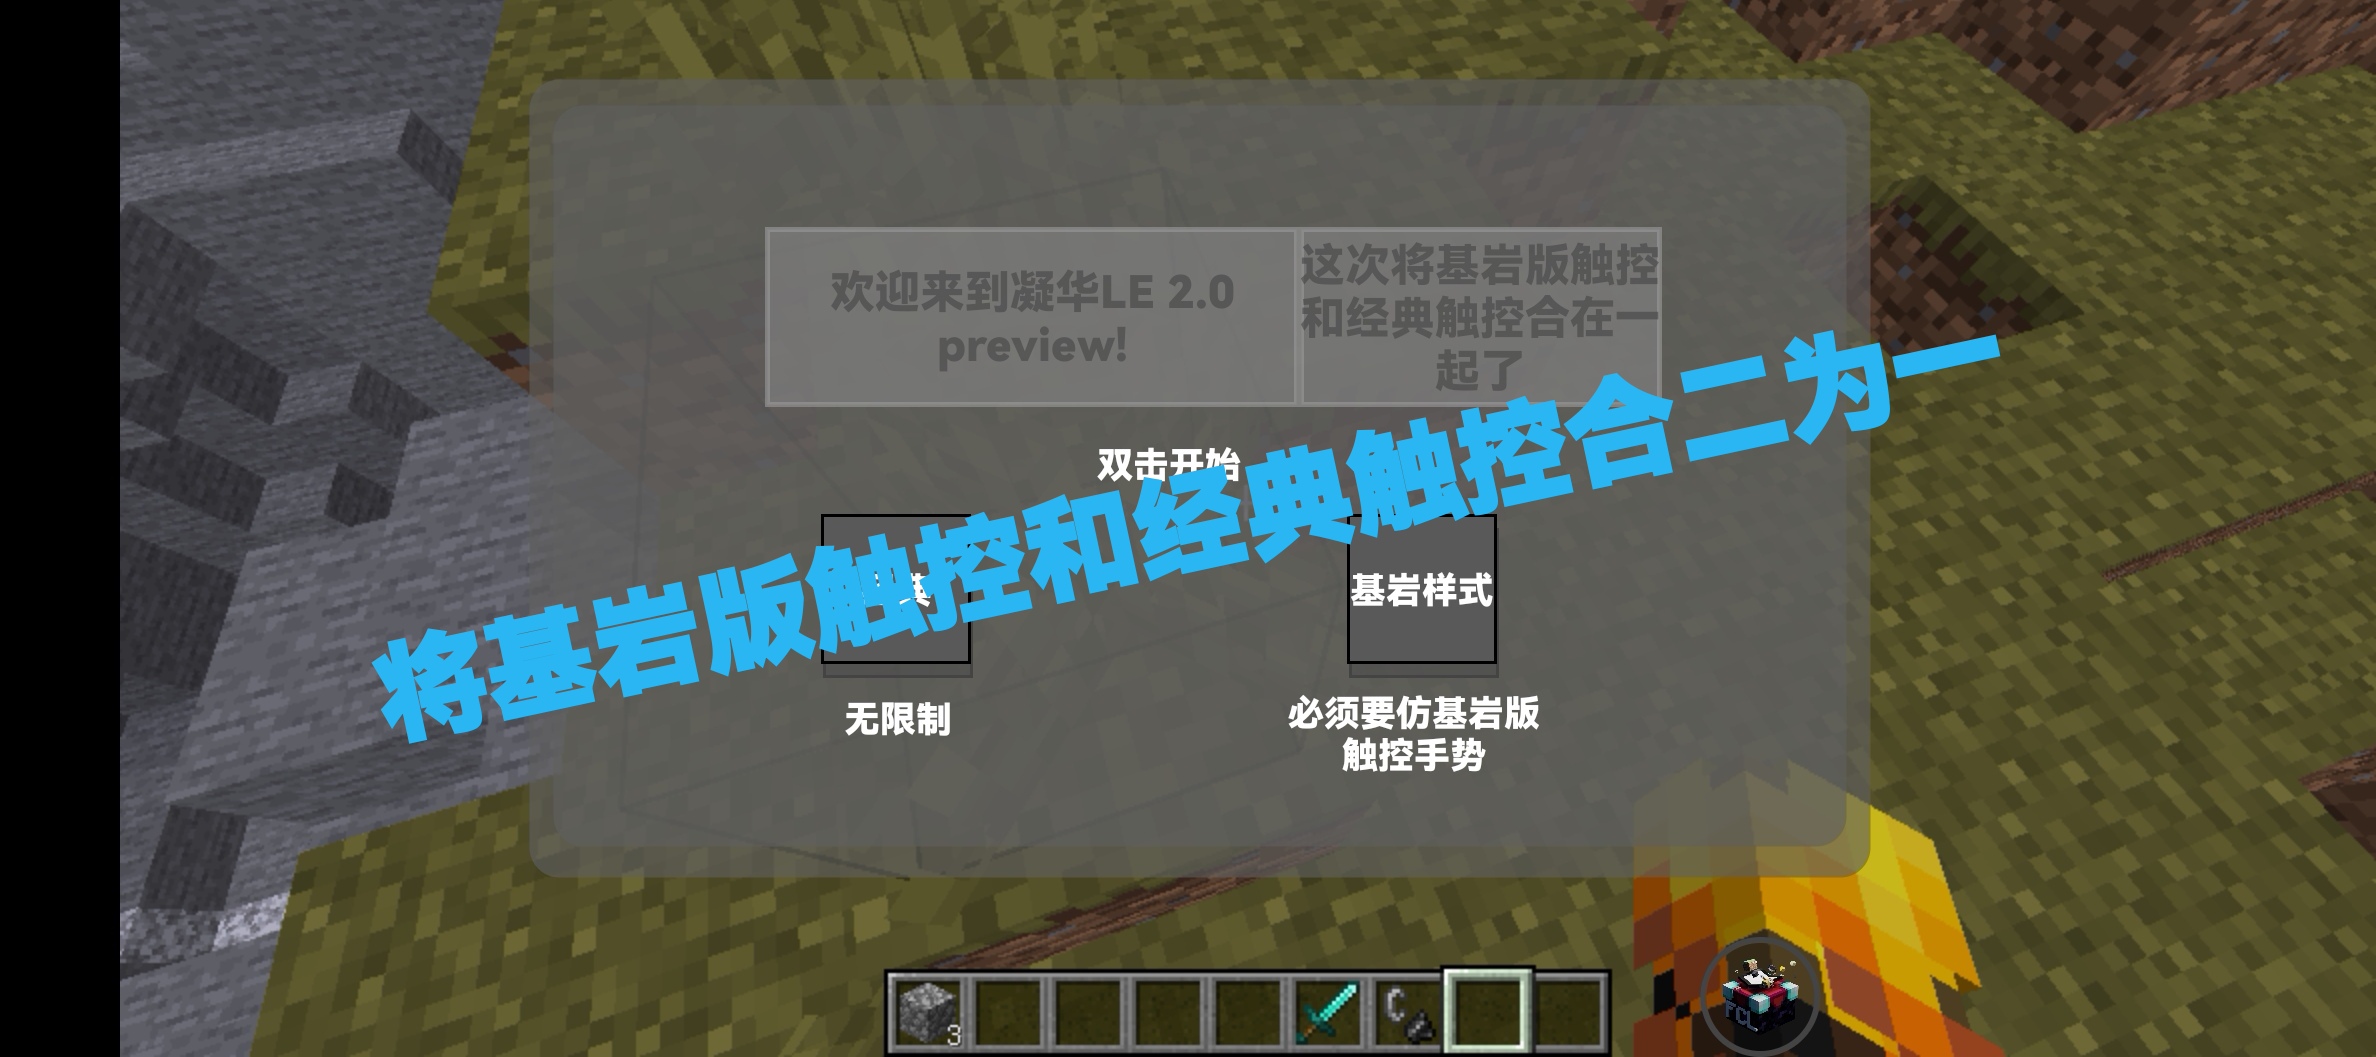 欢迎来到凝华LE 2.0
preview!
这次将基岩版触控
和经典触控合在一
起了
双击开始
将基岩版触控和经典触控合二为一
基岩样式
无限制
必须要仿基岩版
触控手势
3
FCL